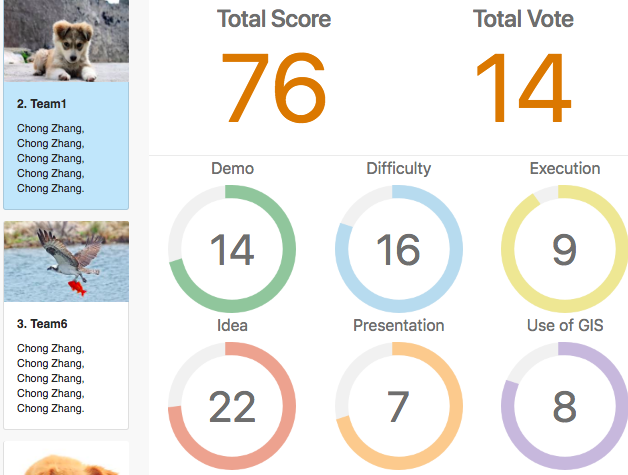 2. Team1
Chong Zhang,
Chong Zhang,
Chong Zhang,
Chong Zhang,
Chong Zhang.
3. Team6
Chong Zhang,
Chong Zhang,
Chong Zhang,
Chong Zhang,
Chong Zhang.
Total Score
76
Total Vote
14
Demo
14
Difficulty
16
Execution
9
Idea
22
Presentation
7
Use of GIS
8